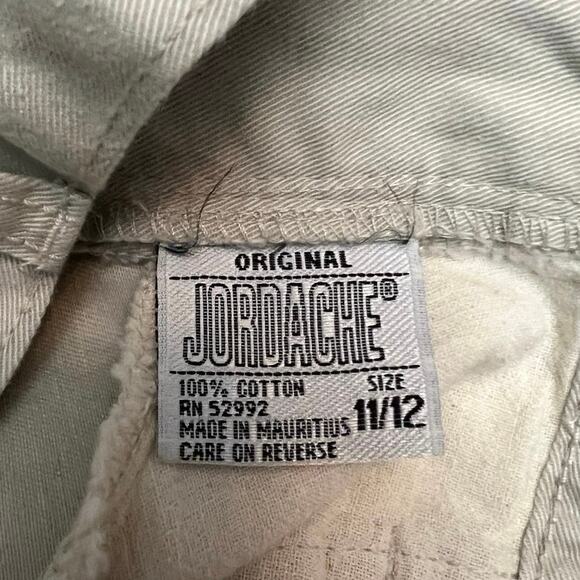 ORIGINAL
JORDACHE®
100% COTTON
RN 52992
MADE IN MAURITIUS
CARE ON REVERSE
SIZE
11/12